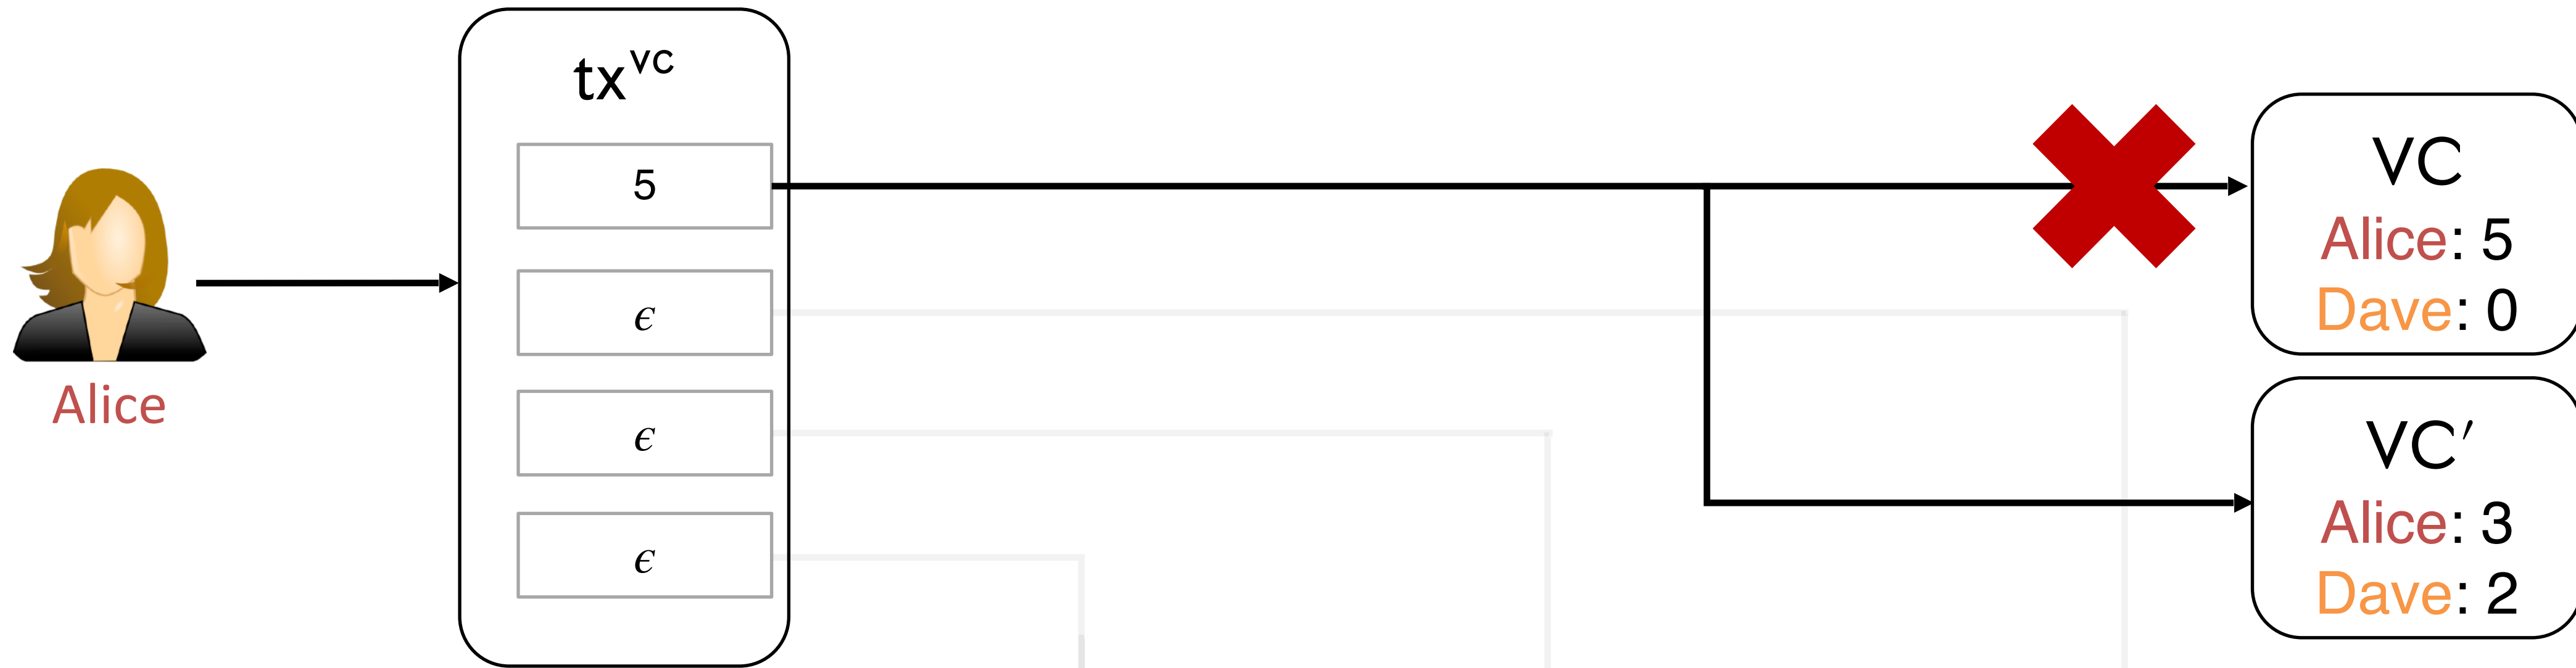 tx^vc
5
ϵ
ϵ
ϵ
Alice
VC
Alice: 5
Dave: 0
VC′
Alice: 3
Dave: 2